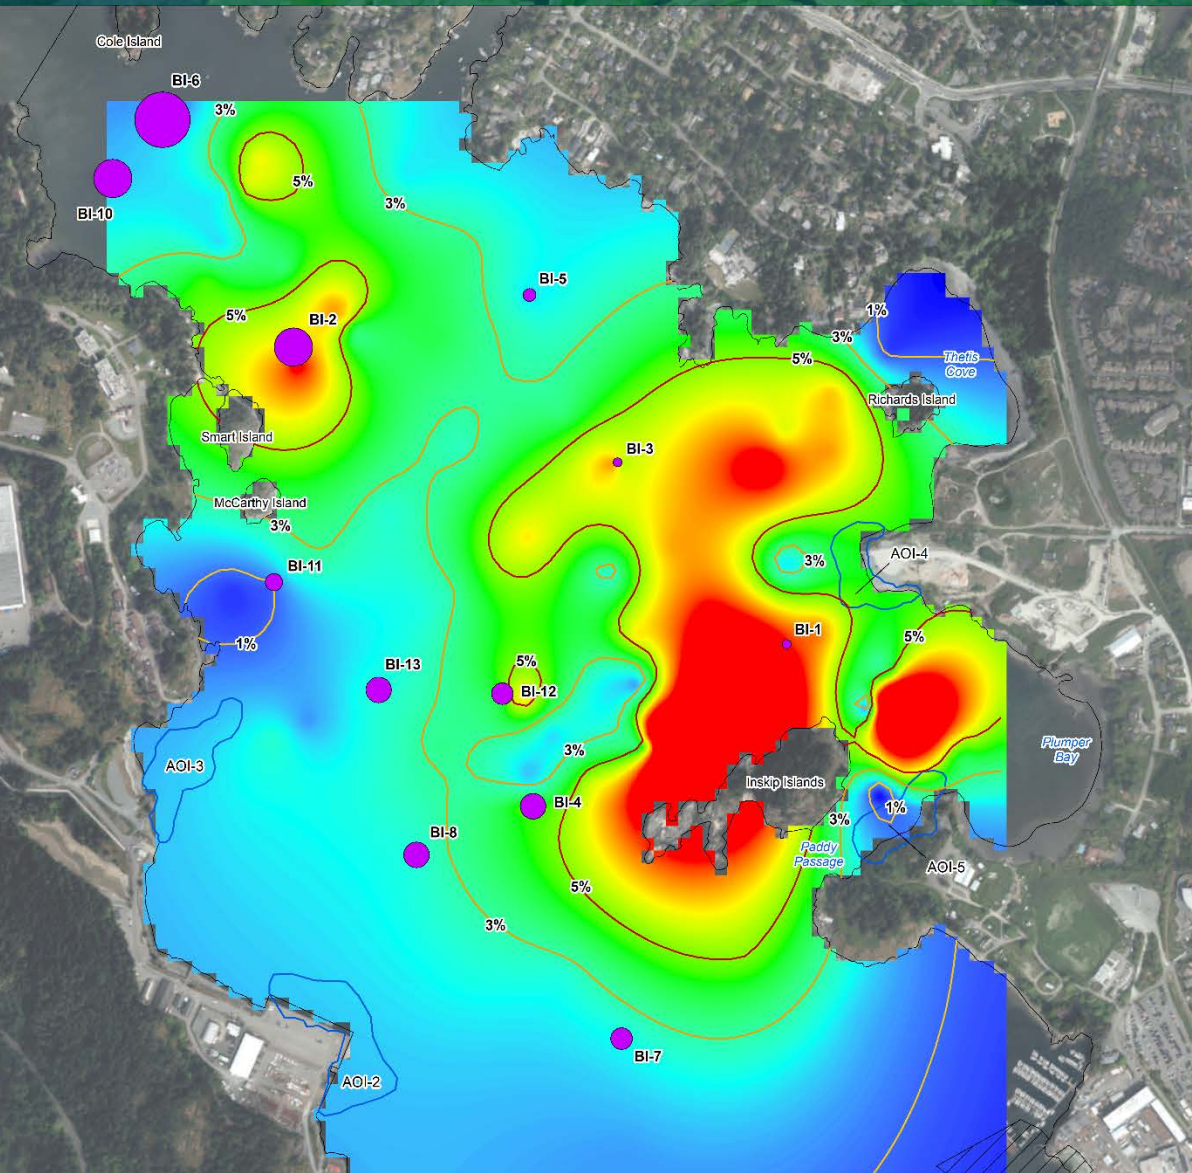 Cole Island
BI-6
3%
5%
BI-10
3%
BI-5
5%
BI-2
1%
3%
Thetis
Cove
5%
Richards Island
Smart Island
BI-3
McCarthy Island
3%
3%
AOI-4
BI-11
1%
BI-1
5%
BI-13
5%
BI-12
3%
Plumper
Bay
AOI-3
Inskip Islands
BI-4
1%
3%
BI-8
Paddy
Passage
AOI-5
5%
3%
BI-7
AOI-2